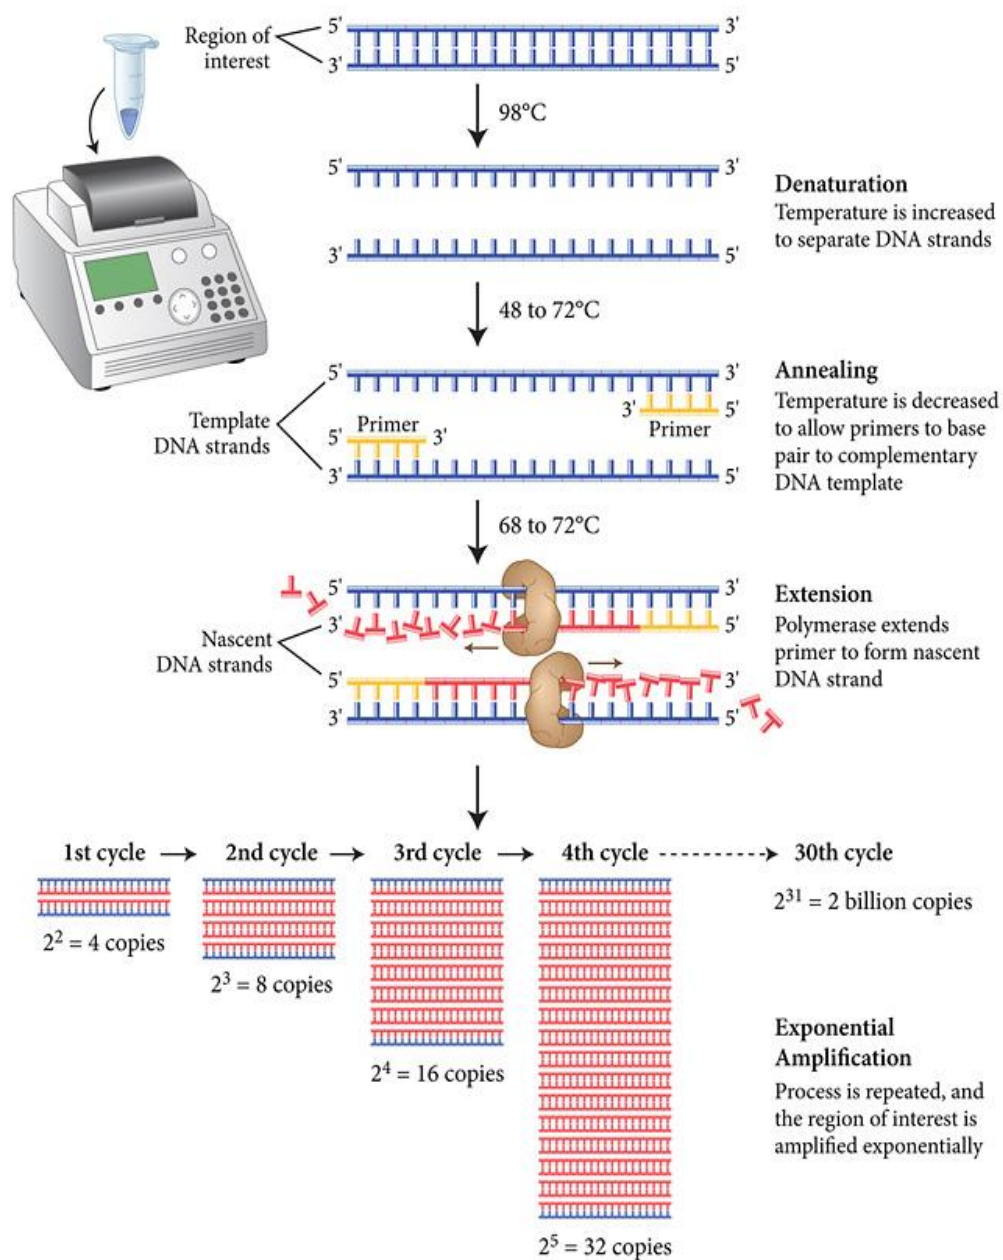 5' 3'
Region of
interest
3' 5'
98°C
5' 3'
3' 5'
Denaturation
Temperature is increased
to separate DNA strands
48 to 72°C
5' 3'
3' 5'
Primer
Template
DNA strands
5' Primer 3'
3' 5'
Annealing
Temperature is decreased
to allow primers to base
pair to complementary
DNA template
68 to 72°C
5' 3'
3' 5'
Nascent
DNA strands
5' 3'
3' 5'
Extension
Polymerase extends
primer to form nascent
DNA strand
1st cycle 2nd cycle 3rd cycle 4th cycle 30th cycle
2² = 4 copies
2³ = 8 copies
2⁴ = 16 copies
2⁵ = 32 copies
2³¹ = 2 billion copies
Exponential
Amplification
Process is repeated, and
the region of interest is
amplified exponentially